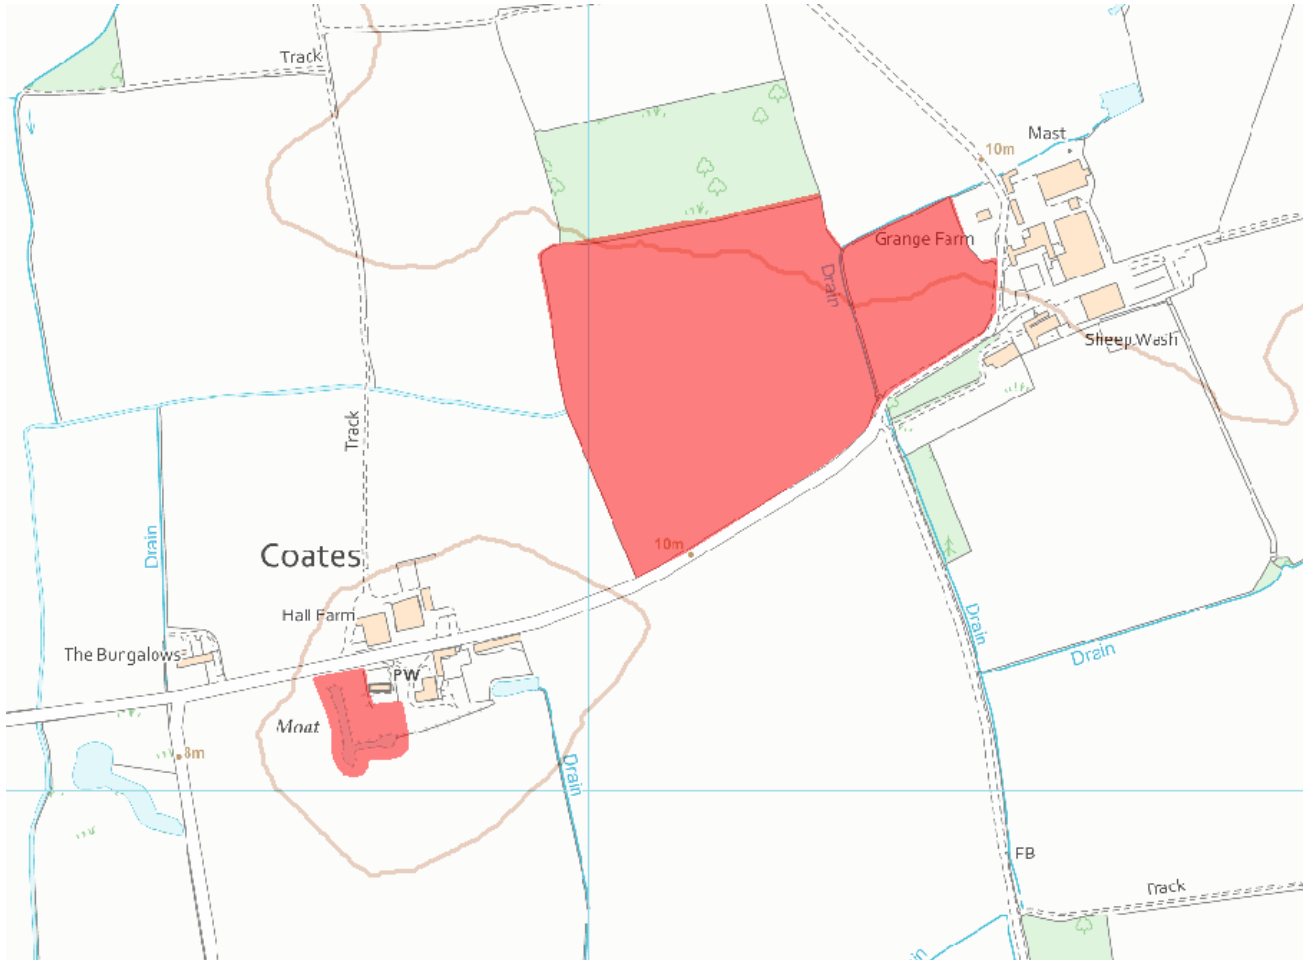 Track
Mast
10m
Grange Farm
Drain
Sheep Wash
Track
Drain
Coates
10m
Hall Farm
Drain
The Bungalows
PW
Drain
Moat
8m
Drain
FB
Track